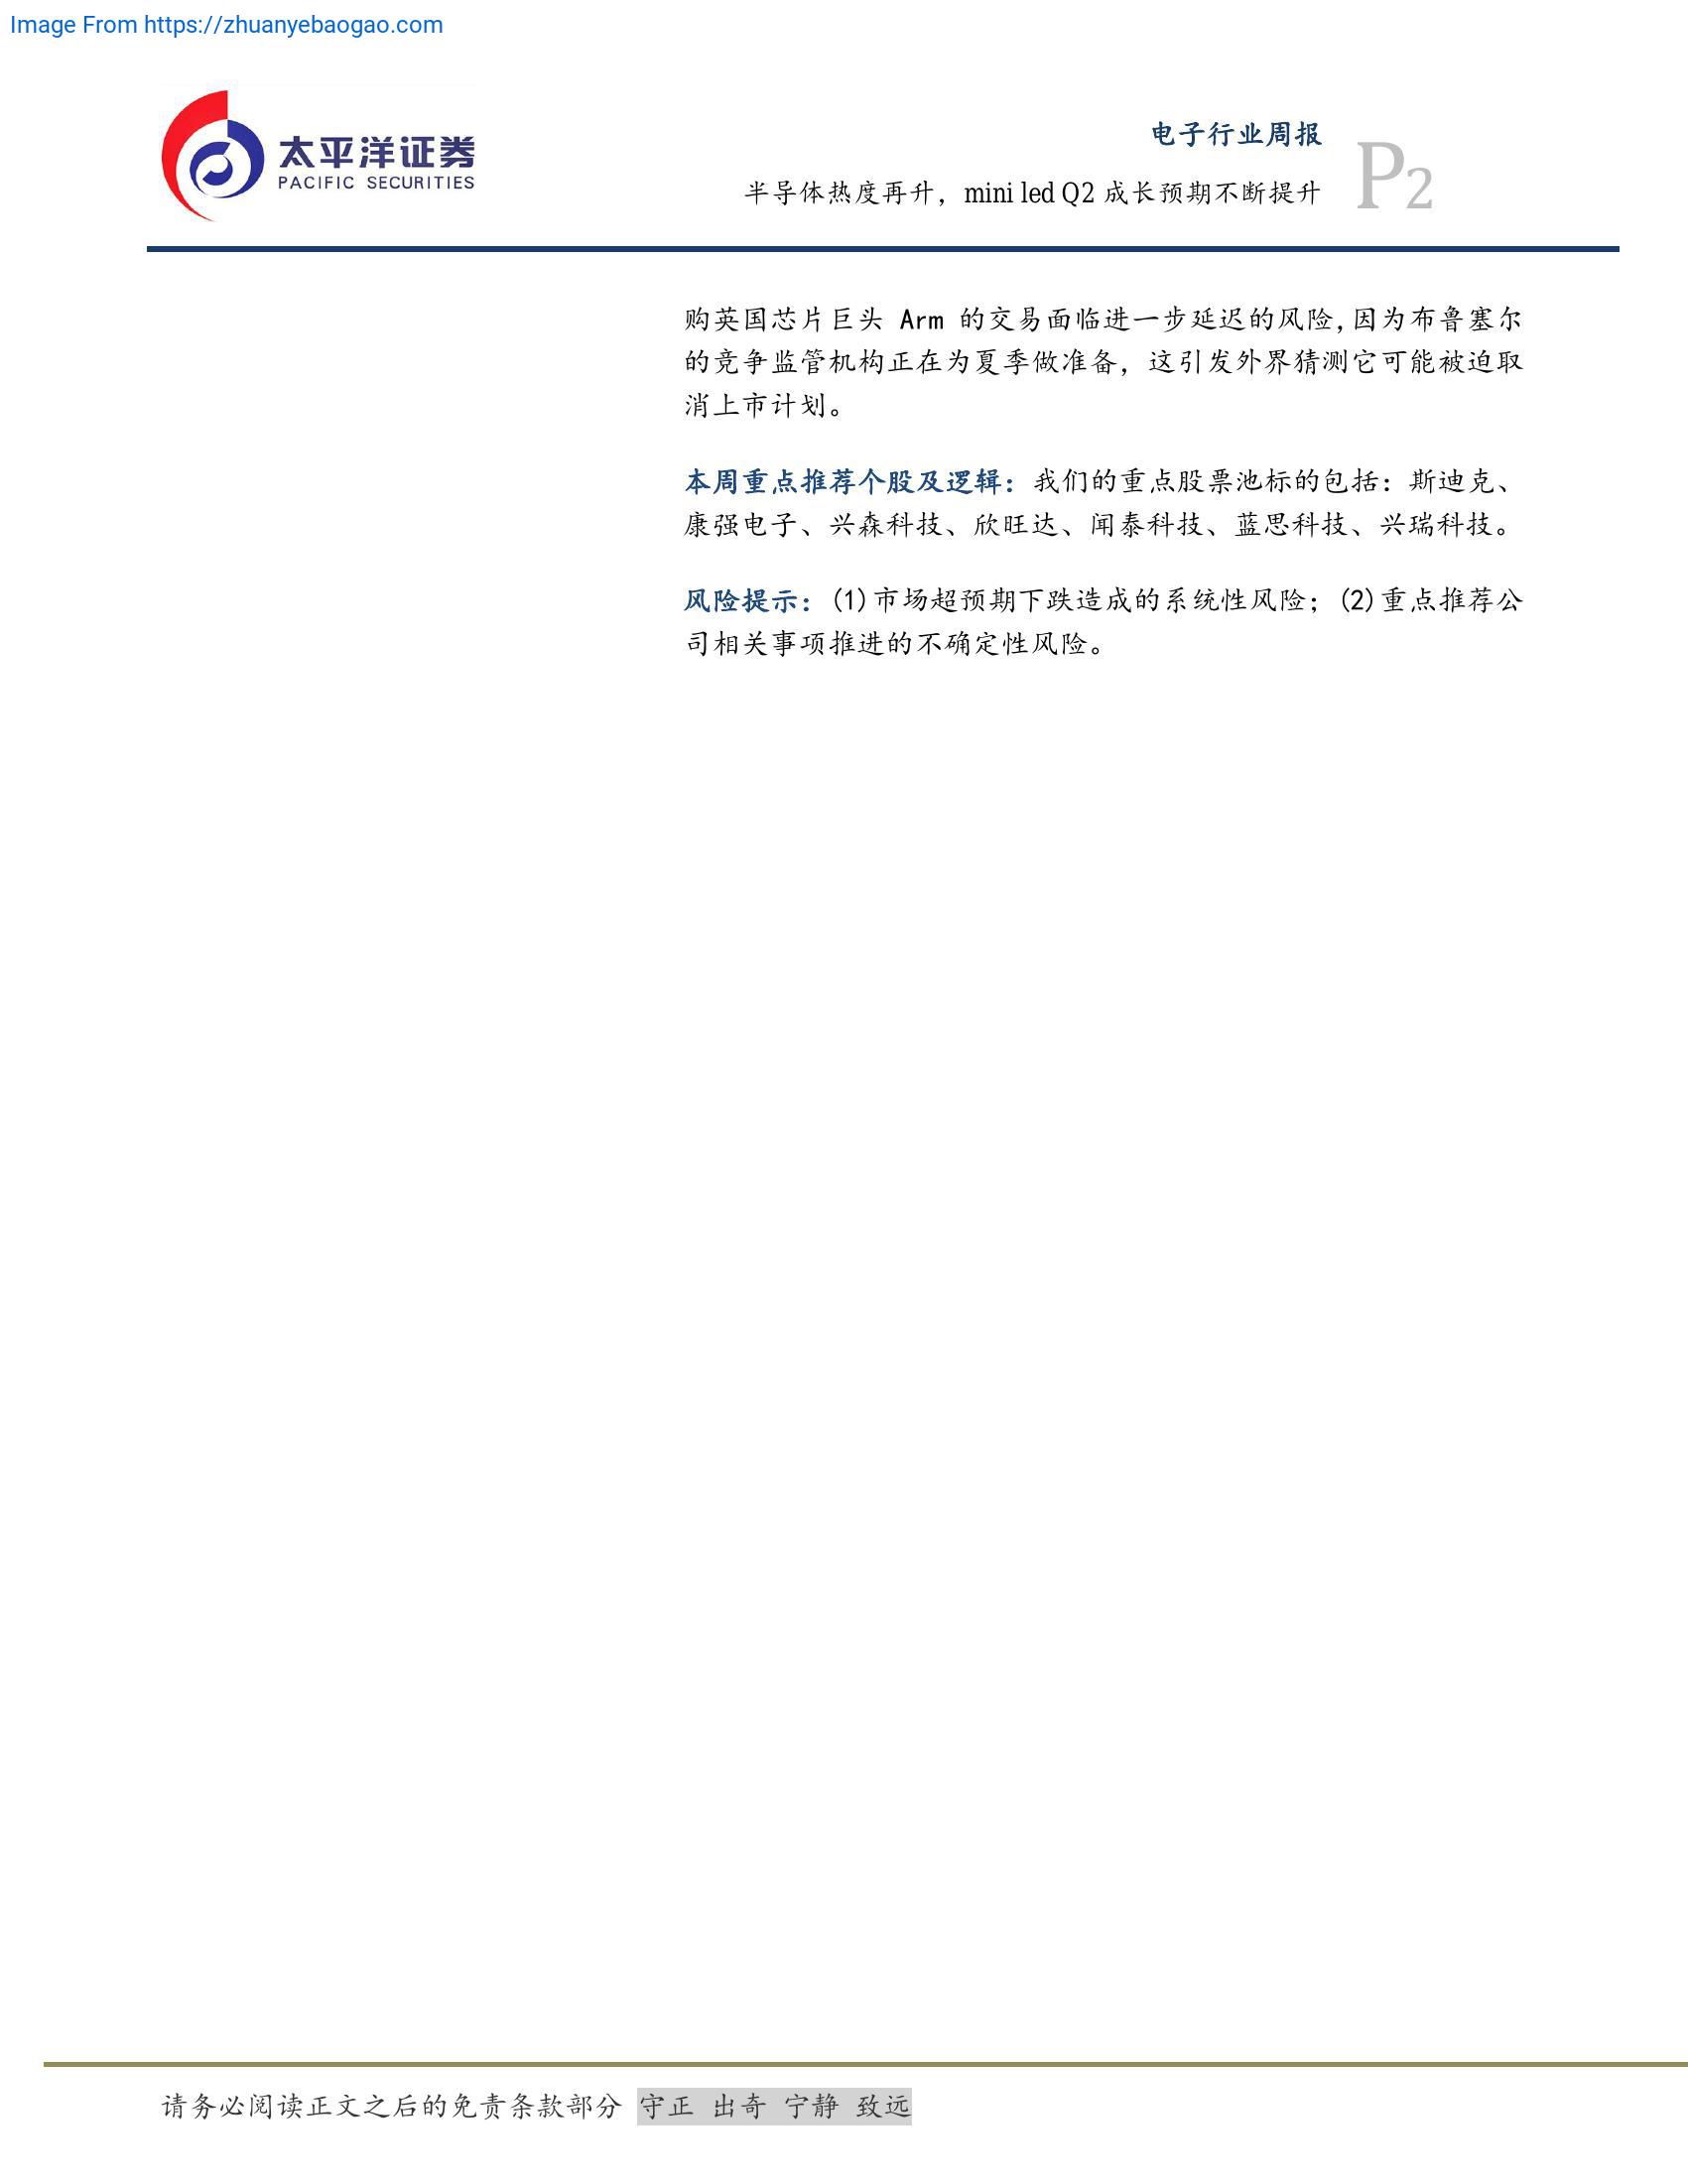 Image From https://zhuanyebaogao.com
太平洋证券
PACIFIC SECURITIES
电子行业周报
半导体热度再升，mini led Q2 成长预期不断提升
P2
购英国芯片巨头 Arm 的交易面临进一步延迟的风险,因为布鲁塞尔
的竞争监管机构正在为夏季做准备，这引发外界猜测它可能被迫取
消上市计划。
本周重点推荐个股及逻辑：我们的重点股票池标的包括：斯迪克、
康强电子、兴森科技、欣旺达、闻泰科技、蓝思科技、兴瑞科技。
风险提示：(1)市场超预期下跌造成的系统性风险；(2)重点推荐公
司相关事项推进的不确定性风险。
请务必阅读正文之后的免责条款部分 守正 出奇 宁静 致远